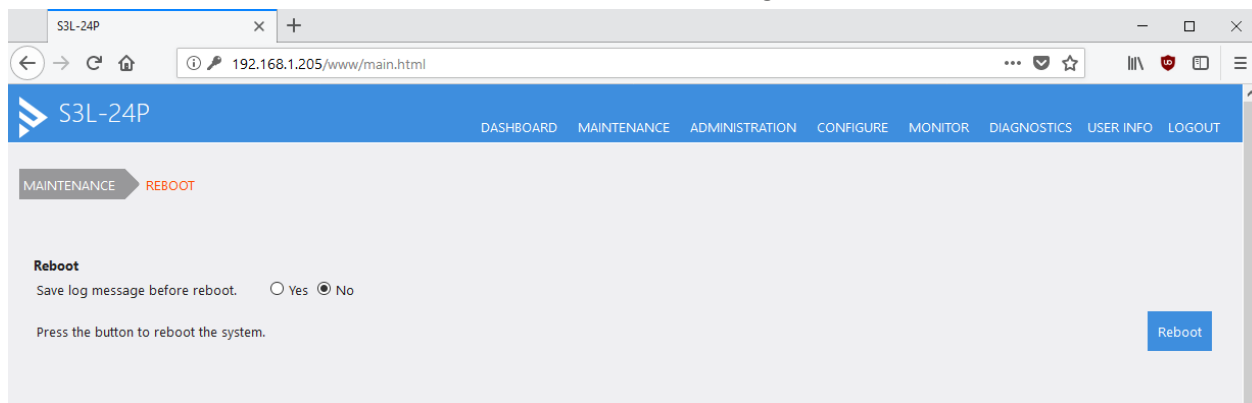 S3L-24P
192.168.1.205/www/main.html
S3L-24P
DASHBOARD MAINTENANCE ADMINISTRATION CONFIGURE MONITOR DIAGNOSTICS USER INFO LOGOUT
MAINTENANCE REBOOT
Reboot
Save log message before reboot. Yes No
Press the button to reboot the system. Reboot